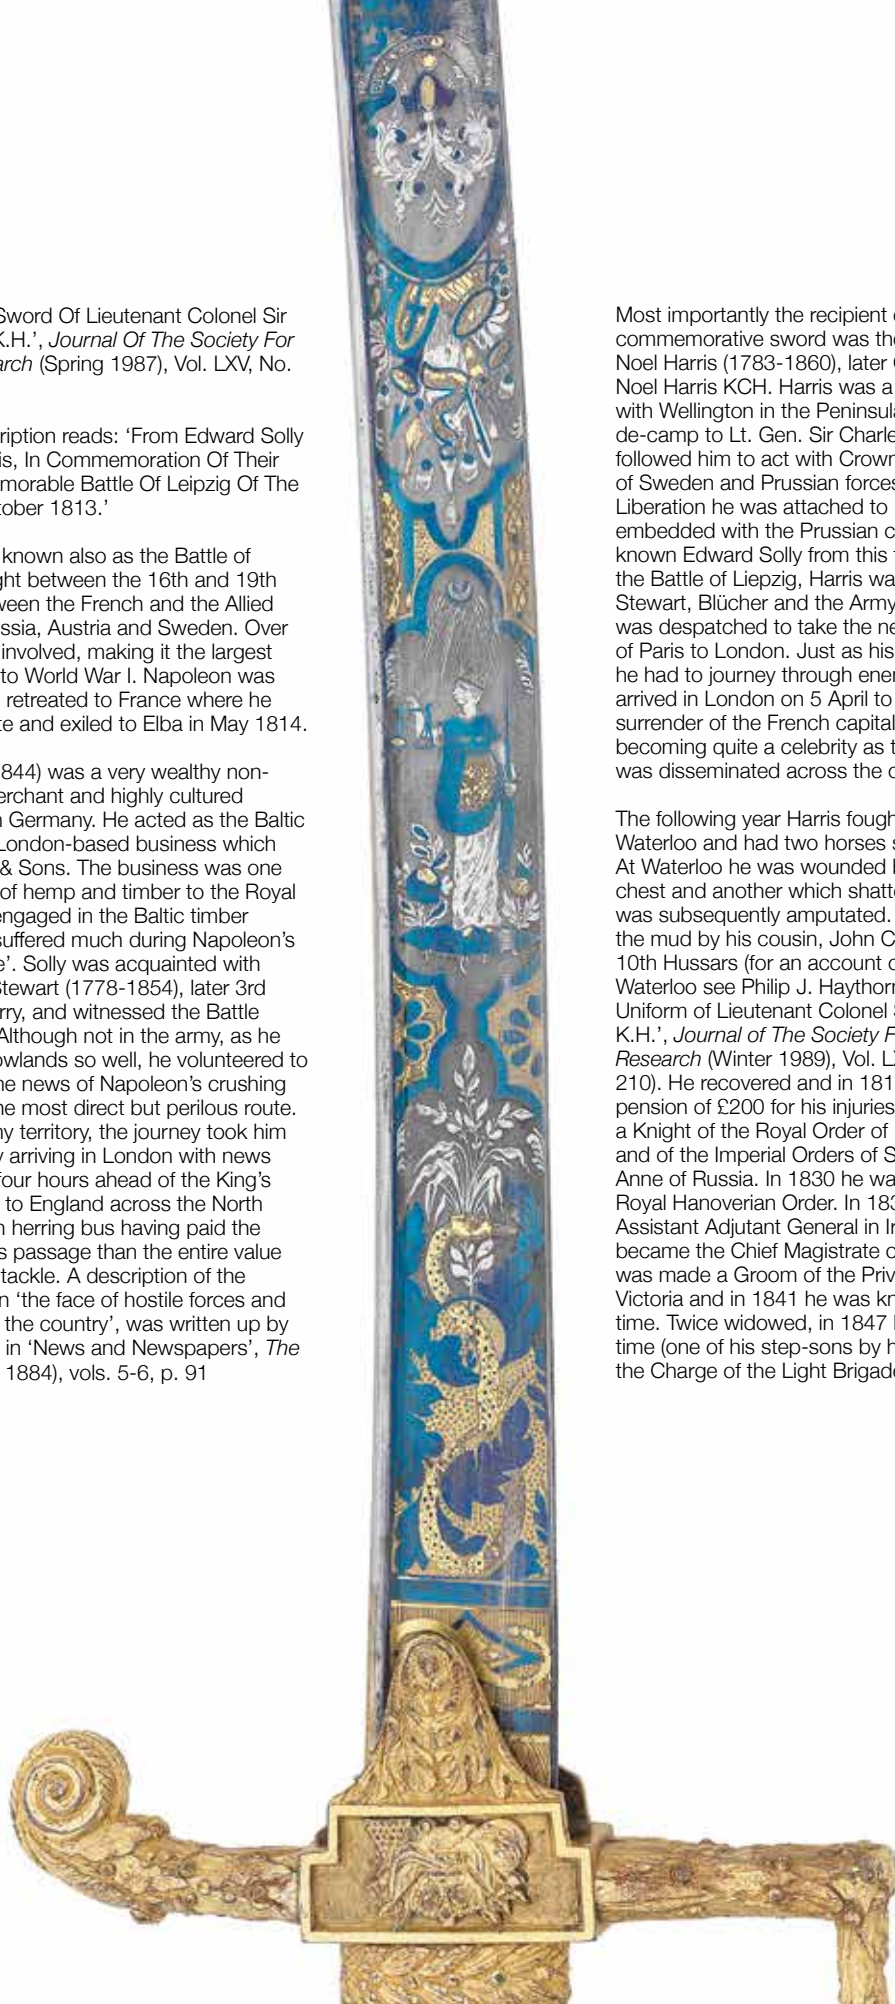 Sword Of Lieutenant Colonel Sir
K.H.’, Journal Of The Society For
arch (Spring 1987), Vol. LXV, No.
ription reads: ‘From Edward Solly
is, In Commemoration Of Their
morable Battle Of Leipzig Of The
tober 1813.’
known also as the Battle of
ght between the 16th and 19th
ween the French and the Allied
ssia, Austria and Sweden. Over
involved, making it the largest
to World War I. Napoleon was
retreated to France where he
te and exiled to Elba in May 1814.
844) was a very wealthy non-
erchant and highly cultured
n Germany. He acted as the Baltic
London-based business which
& Sons. The business was one
of hemp and timber to the Royal
engaged in the Baltic timber
suffered much during Napoleon’s
e’. Solly was acquainted with
Stewart (1778-1854), later 3rd
rry, and witnessed the Battle
Although not in the army, as he
owlands so well, he volunteered to
he news of Napoleon’s crushing
he most direct but perilous route.
ny territory, the journey took him
y arriving in London with news
four hours ahead of the King’s
to England across the North
n herring bus having paid the
s passage than the entire value
tackle. A description of the
n ‘the face of hostile forces and
the country’, was written up by
in ‘News and Newspapers’, The
1884), vols. 5-6, p. 91
Most importantly the recipient
commemorative sword was the
Noel Harris (1783-1860), later
Noel Harris KCH. Harris was a
with Wellington in the Peninsula
de-camp to Lt. Gen. Sir Charle
followed him to act with Crown
of Sweden and Prussian forces
Liberation he was attached to
embedded with the Prussian c
known Edward Solly from this
the Battle of Liepzig, Harris wa
Stewart, Blücher and the Army
was despatched to take the ne
of Paris to London. Just as his
he had to journey through ener
arrived in London on 5 April to
surrender of the French capital
becoming quite a celebrity as t
was disseminated across the c
The following year Harris fough
Waterloo and had two horses s
At Waterloo he was wounded
chest and another which shatte
was subsequently amputated.
the mud by his cousin, John C
10th Hussars (for an account o
Waterloo see Philip J. Haythorn
Uniform of Lieutenant Colonel S
K.H.’, Journal of The Society F
Research (Winter 1989), Vol. LX
210). He recovered and in 181
pension of £200 for his injuries
a Knight of the Royal Order of
and of the Imperial Orders of S
Anne of Russia. In 1830 he wa
Royal Hanoverian Order. In 183
Assistant Adjutant General in Ir
became the Chief Magistrate o
was made a Groom of the Priv
Victoria and in 1841 he was kn
time. Twice widowed, in 1847
time (one of his step-sons by h
the Charge of the Light Brigade